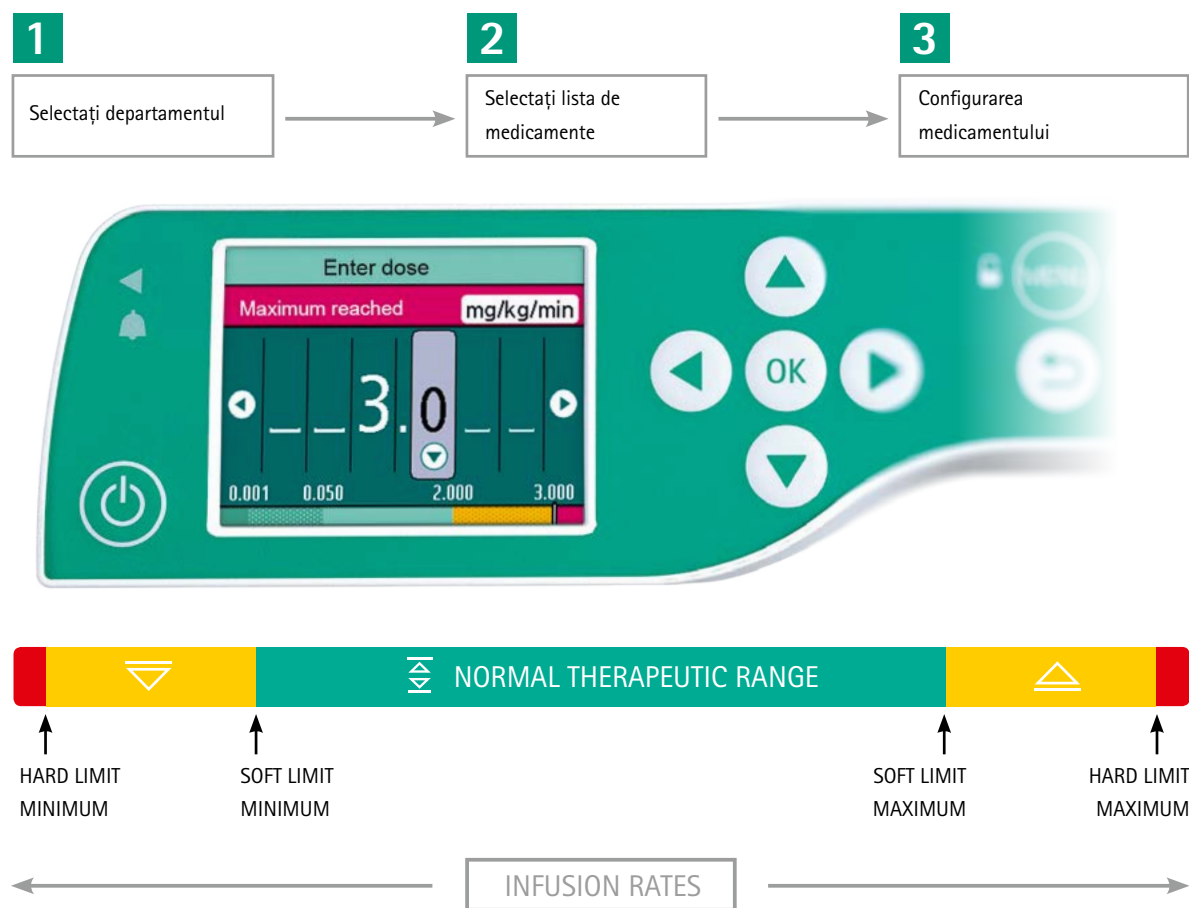 1
2
3
Selectați departamentul
Selectați lista de
medicamente
Configurarea
medicamentului
Enter dose
Maximum reached
mg/kg/min
_ _ 3.0 _ _
OK
0.001 0.050 2.000 3.000
NORMAL THERAPEUTIC RANGE
HARD LIMIT
MINIMUM
SOFT LIMIT
MINIMUM
SOFT LIMIT
MAXIMUM
HARD LIMIT
MAXIMUM
INFUSION RATES